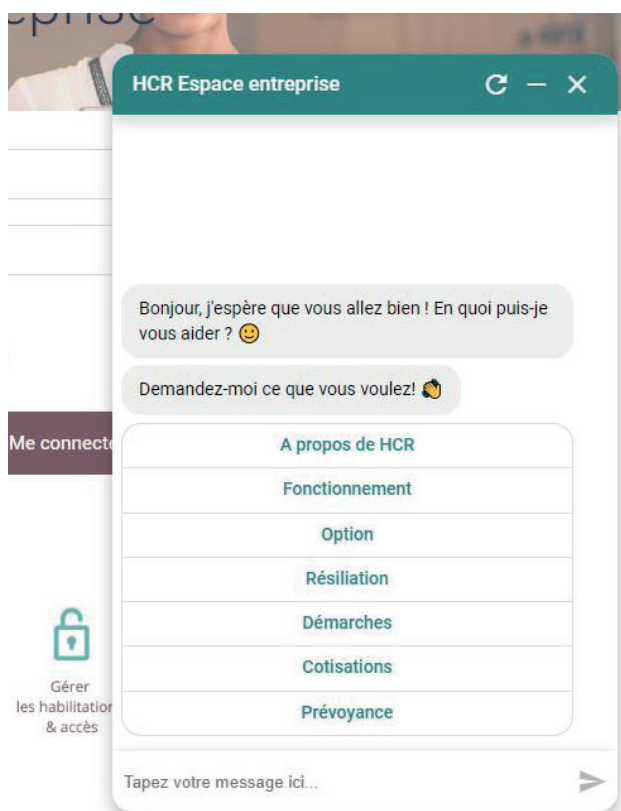 eprise
HCR Espace entreprise
Bonjour, j'espère que vous allez bien ! En quoi puis-je
vous aider ? 🙂
Demandez-moi ce que vous voulez! 👏
Me connecte
A propos de HCR
Fonctionnement
Option
Résiliation
Démarches
Cotisations
Prévoyance
Gérer
les habilitation
& accès
Tapez votre message ici...